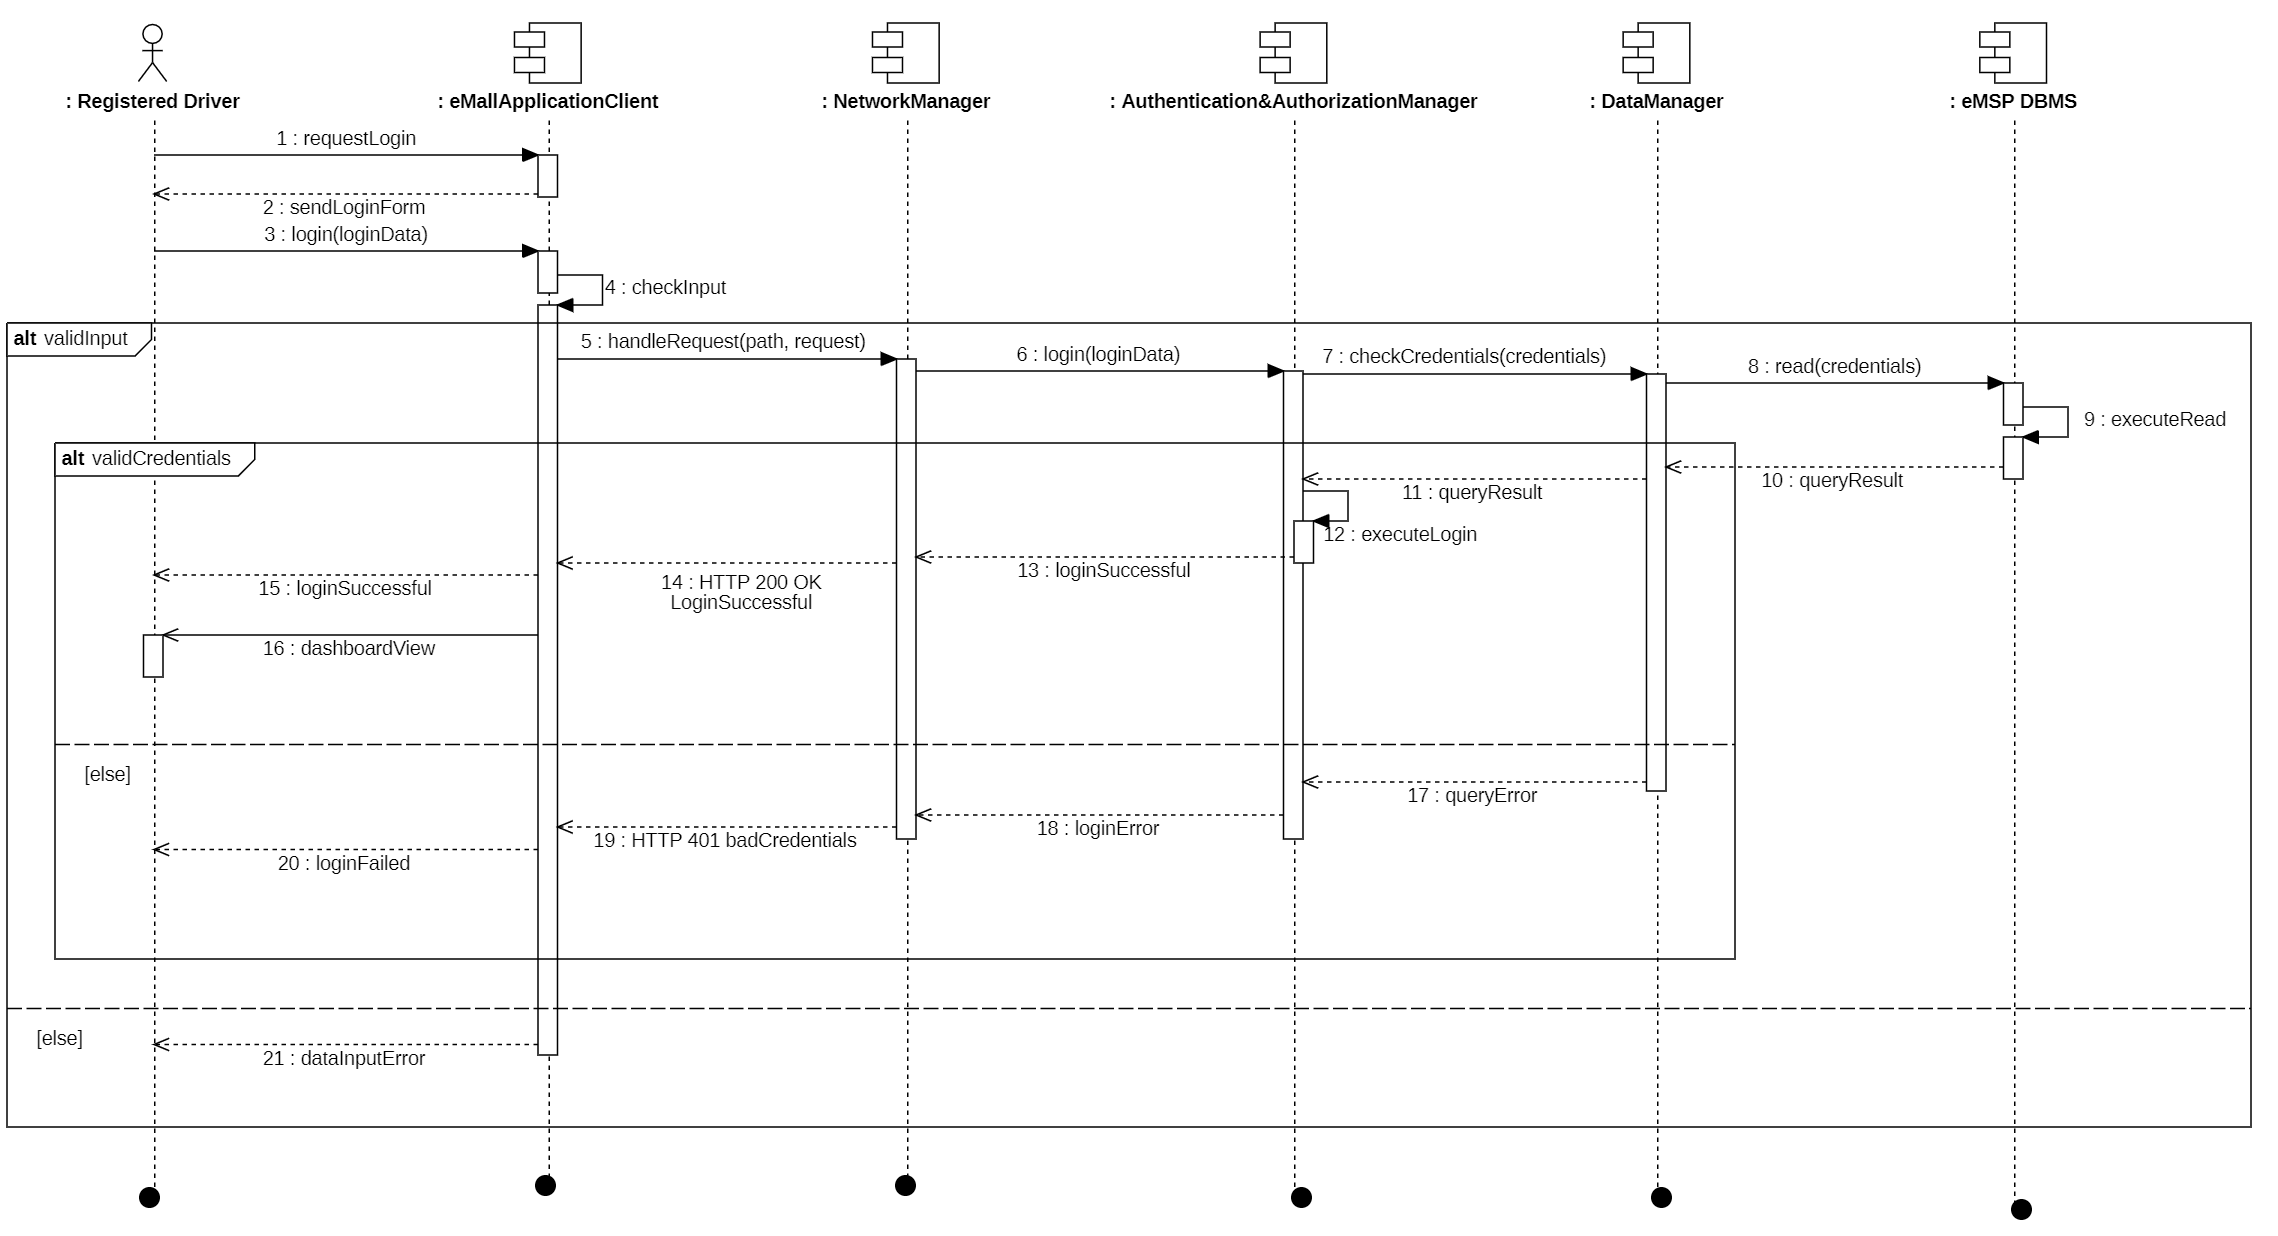 : Registered Driver
: eMallApplicationClient
: NetworkManager
: Authentication&AuthorizationManager
: DataManager
: eMSP DBMS
1 : requestLogin
2 : sendLoginForm
3 : login(loginData)
4 : checkInput
alt validInput
5 : handleRequest(path, request)
6 : login(loginData)
7 : checkCredentials(credentials)
8 : read(credentials)
9 : executeRead
alt validCredentials
10 : queryResult
11 : queryResult
12 : executeLogin
13 : loginSuccessful
14 : HTTP 200 OK
LoginSuccessful
15 : loginSuccessful
16 : dashboardView
[else]
17 : queryError
18 : loginError
19 : HTTP 401 badCredentials
20 : loginFailed
[else]
21 : dataInputError